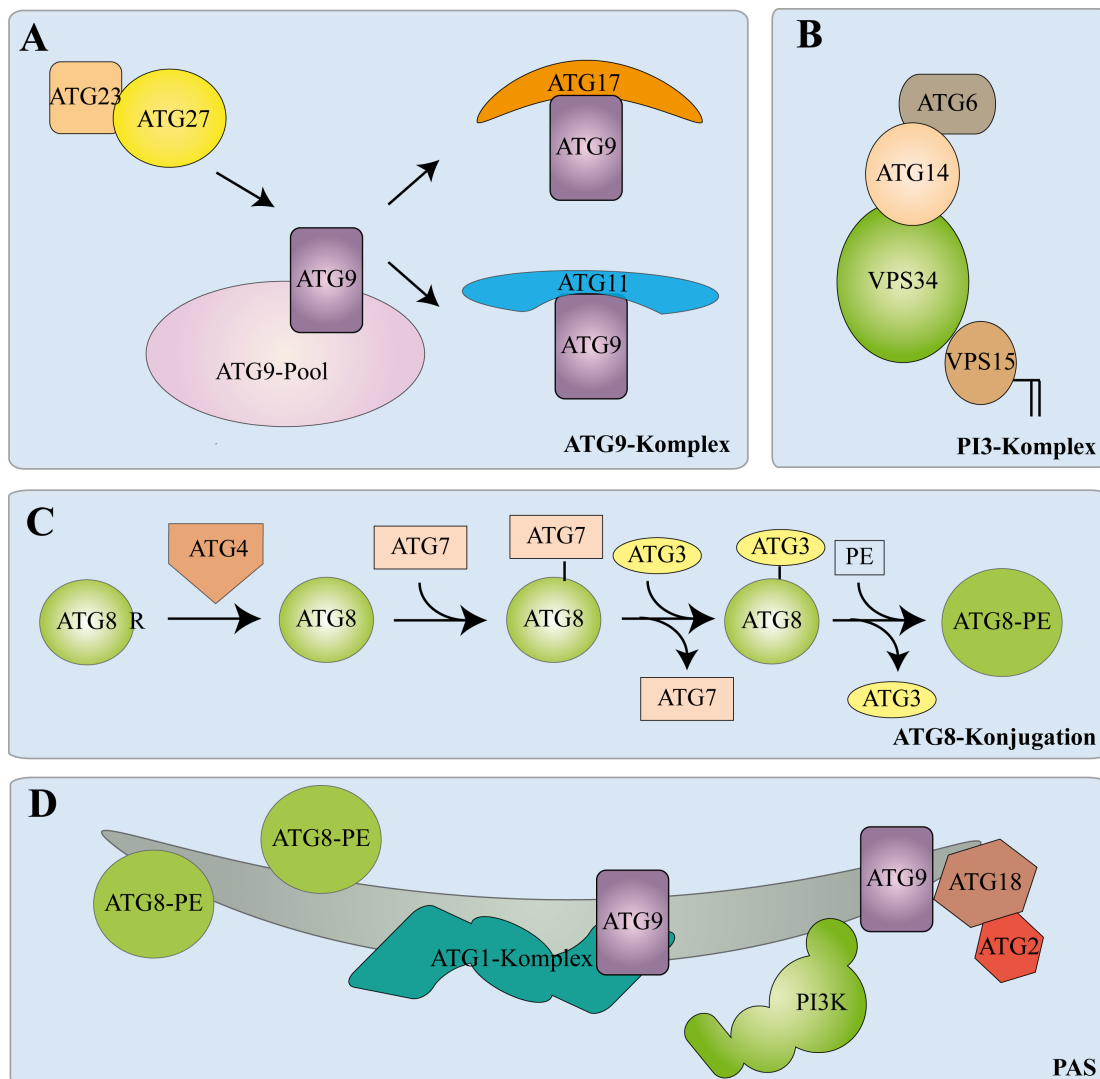 A
ATG23
ATG27
ATG17
ATG9
ATG9
ATG11
ATG9
ATG9-Pool
ATG9-Komplex
B
ATG6
ATG14
VPS34
VPS15
PI3-Komplex
C
ATG4
ATG7
ATG7
ATG3
ATG3
PE
ATG8 R
ATG8
ATG8
ATG8
ATG8-PE
ATG7
ATG3
ATG8-Konjugation
D
ATG8-PE
ATG8-PE
ATG9
ATG9
ATG18
ATG2
ATG1-Komplex
PI3K
PAS